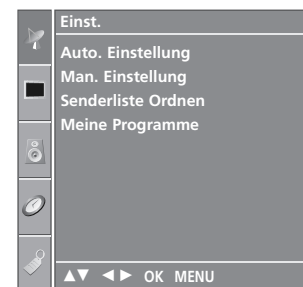 Einst.
Auto. Einstellung
Man. Einstellung
Senderliste Ordnen
Meine Programme
▲▼ ◄► OK MENU